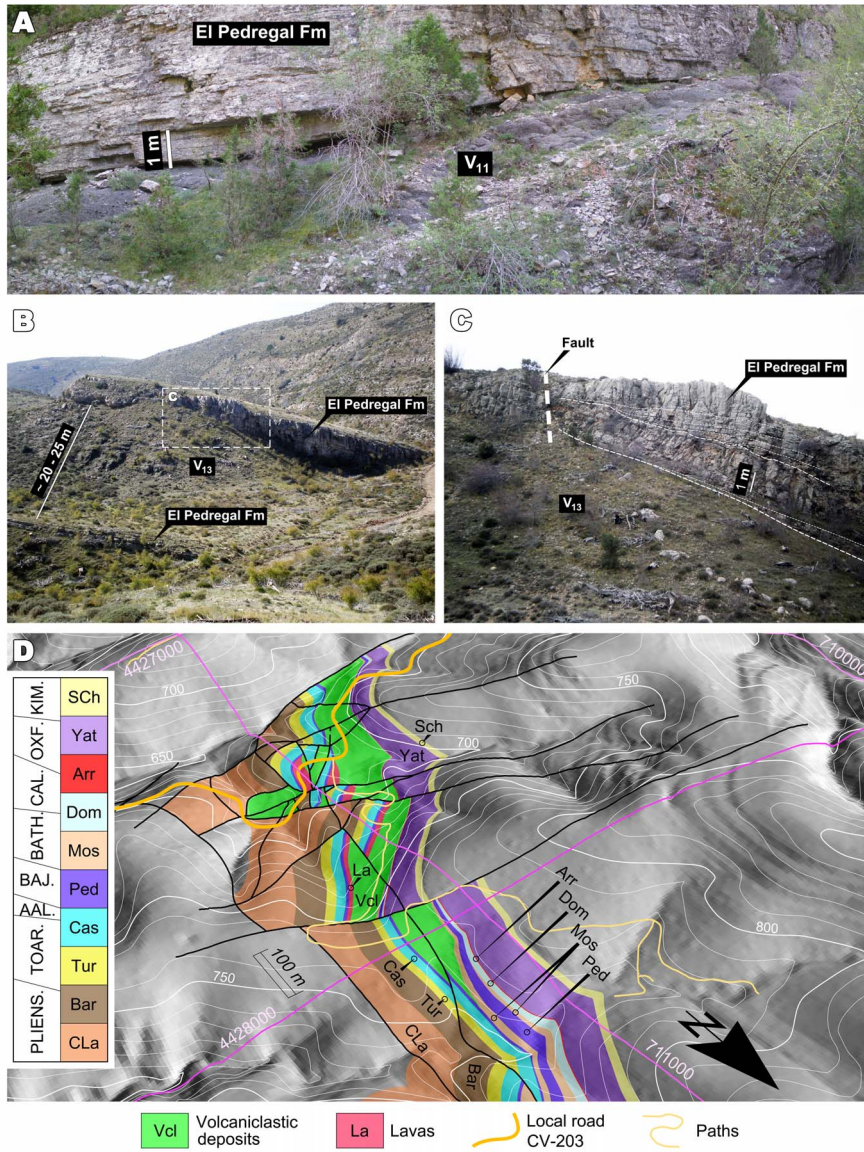 A
El Pedregal Fm
1 m
V11
B
C
El Pedregal Fm
~ 20 - 25 m
V13
El Pedregal Fm
C
Fault
El Pedregal Fm
1 m
V13
D
4427000
710000
700
750
650
700
800
750
4428000
711000
KIM.
OXF.
CAL.
BATH.
BAJ.
AAL.
TOAR.
PLIENS.
SCh
Yat
Arr
Dom
Mos
Ped
Cas
Tur
Bar
CLa
SCh
Yat
La
Vcl
Arr
Dom
Mos
Ped
Cas
Tur
CLa
Bar
100 m
N
Vcl
Volcaniclastic
deposits
La
Lavas
Local road
CV-203
Paths